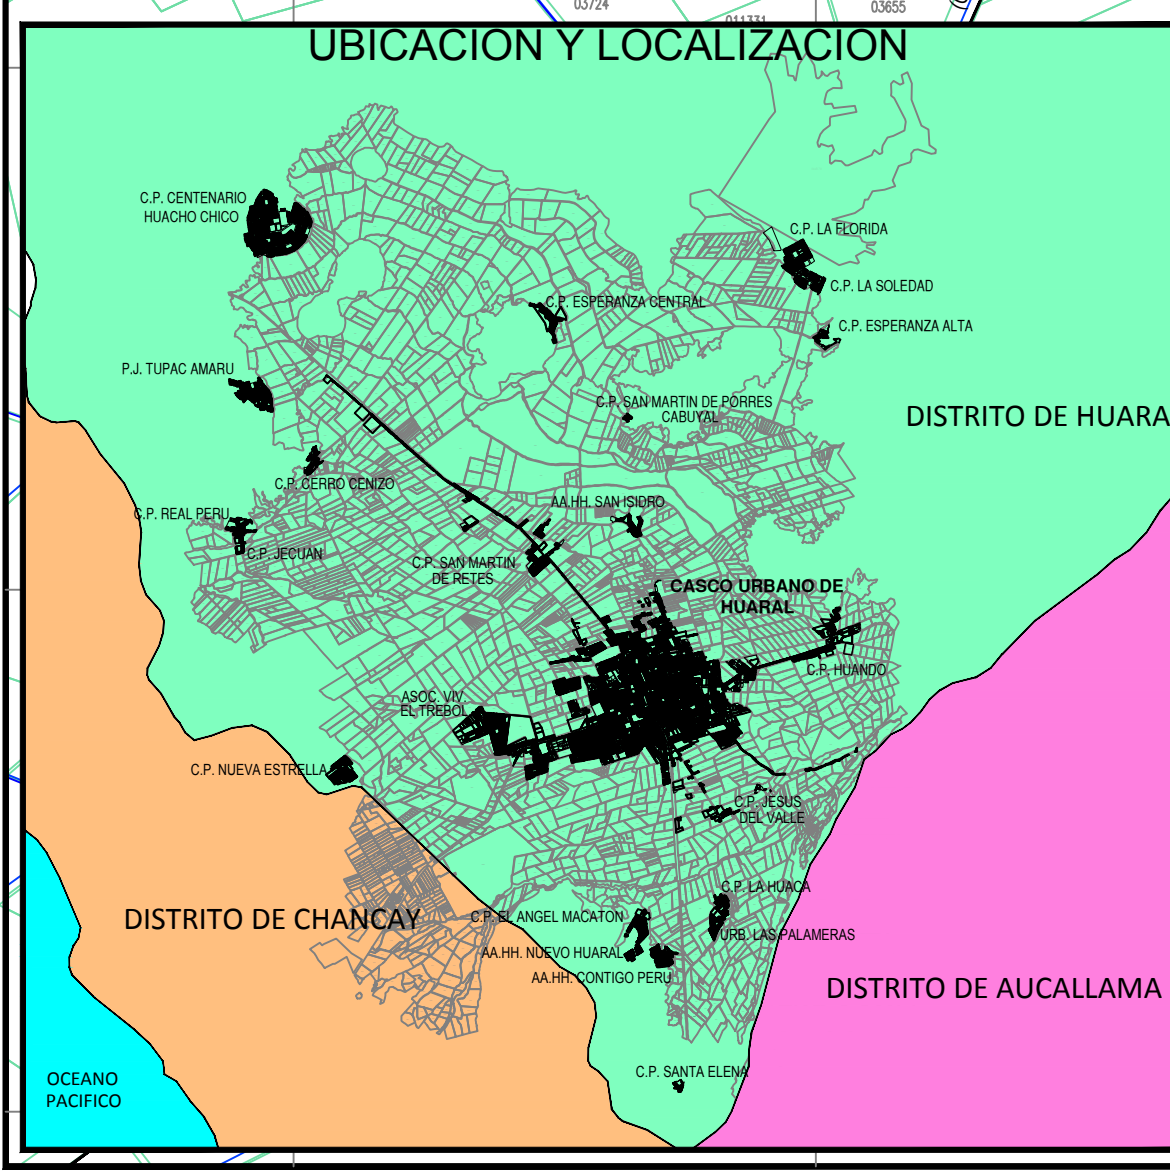 03724
011331
03655
UBICACION Y LOCALIZACION
C.P. CENTENARIO
HUACHO CHICO
C.P. LA FLORIDA
C.P. LA SOLEDAD
C.P. ESPERANZA CENTRAL
C.P. ESPERANZA ALTA
P.J. TUPAC AMARU
C.P. SAN MARTIN DE PORRES
CABUYAL
DISTRITO DE HUARA
C.P. CERRO CENIZO
AA.HH. SAN ISIDRO
C.P. REAL PERU
C.P. JECUAN
C.P. SAN MARTIN
DE RETES
CASCO URBANO DE
HUARAL
C.P. HUANDO
ASOC. VIV.
EL TREBOL
C.P. NUEVA ESTRELLA
C.P. JESUS
DEL VALLE
C.P. LA HUACA
DISTRITO DE CHANCAY
C.P. EL ANGEL MACATON
URB. LAS PALAMERAS
AA.HH. NUEVO HUARAL
AA.HH. CONTIGO PERU
DISTRITO DE AUCALLAMA
C.P. SANTA ELENA
OCEANO
PACIFICO